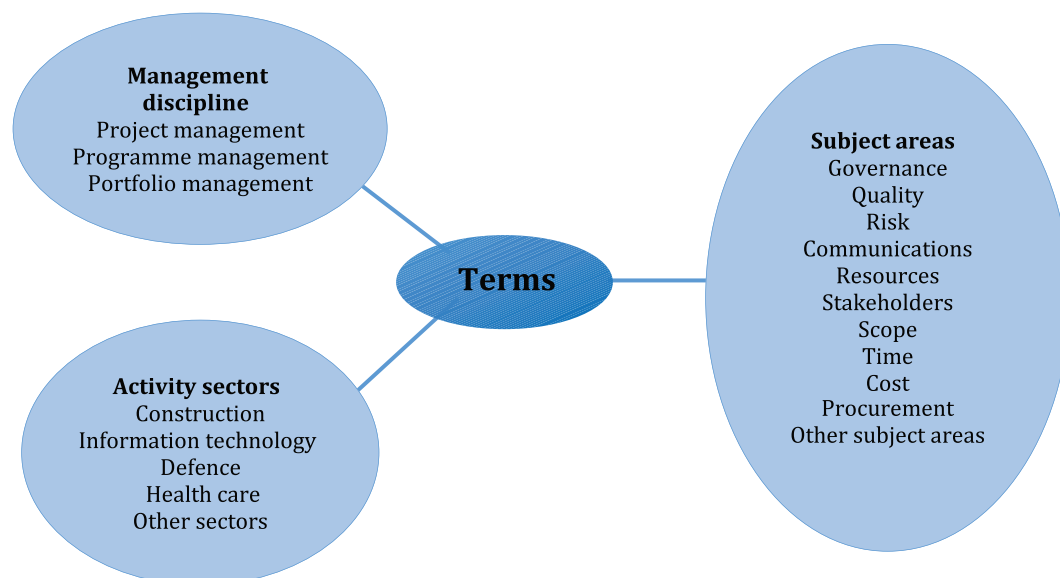 Management
discipline
Project management
Programme management
Portfolio management
Terms
Activity sectors
Construction
Information technology
Defence
Health care
Other sectors
Subject areas
Governance
Quality
Risk
Communications
Resources
Stakeholders
Scope
Time
Cost
Procurement
Other subject areas